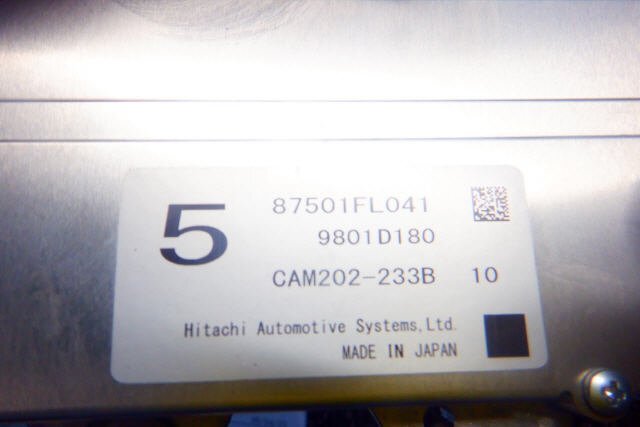 5
87501FL041
9801D180
CAM202-233B 10
Hitachi Automotive Systems,Ltd.
MADE IN JAPAN